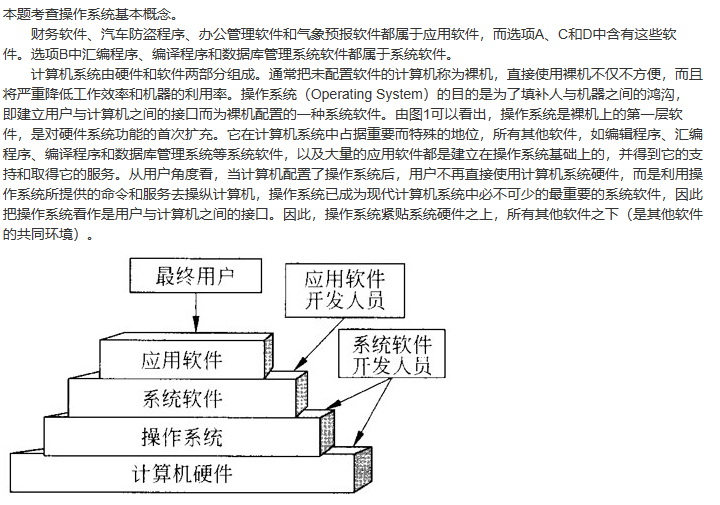 本题考查操作系统基本概念。
财务软件、汽车防盗程序、办公管理软件和气象预报软件都属于应用软件，而选项A、C和D中含有这些软
件。选项B中汇编程序、编译程序和数据库管理系统软件都属于系统软件。
计算机系统由硬件和软件两部分组成。通常把未配置软件的计算机称为裸机，直接使用裸机不仅不方便，而且
将严重降低工作效率和机器的利用率。操作系统（Operating System）的目的是为了填补人与机器之间的鸿沟，
即建立用户与计算机之间的接口而为裸机配置的一种系统软件。由图1可以看出，操作系统是裸机上的第一层软
件，是对硬件系统功能的首次扩充。它在计算机系统中占据重要而特殊的地位，所有其他软件，如编辑程序、汇编
程序、编译程序和数据库管理系统等系统软件，以及大量的应用软件都是建立在操作系统基础上的，并得到它的支
持和取得它的服务。从用户角度看，当计算机配置了操作系统后，用户不再直接使用计算机系统硬件，而是利用操
作系统所提供的命令和服务去操纵计算机，操作系统已成为现代计算机系统中必不可少的最重要的系统软件，因此
把操作系统看作是用户与计算机之间的接口。因此，操作系统紧贴系统硬件之上，所有其他软件之下（是其他软件
的共同环境）。
最终用户
应用软件
开发人员
系统软件
开发人员
应用软件
系统软件
操作系统
计算机硬件